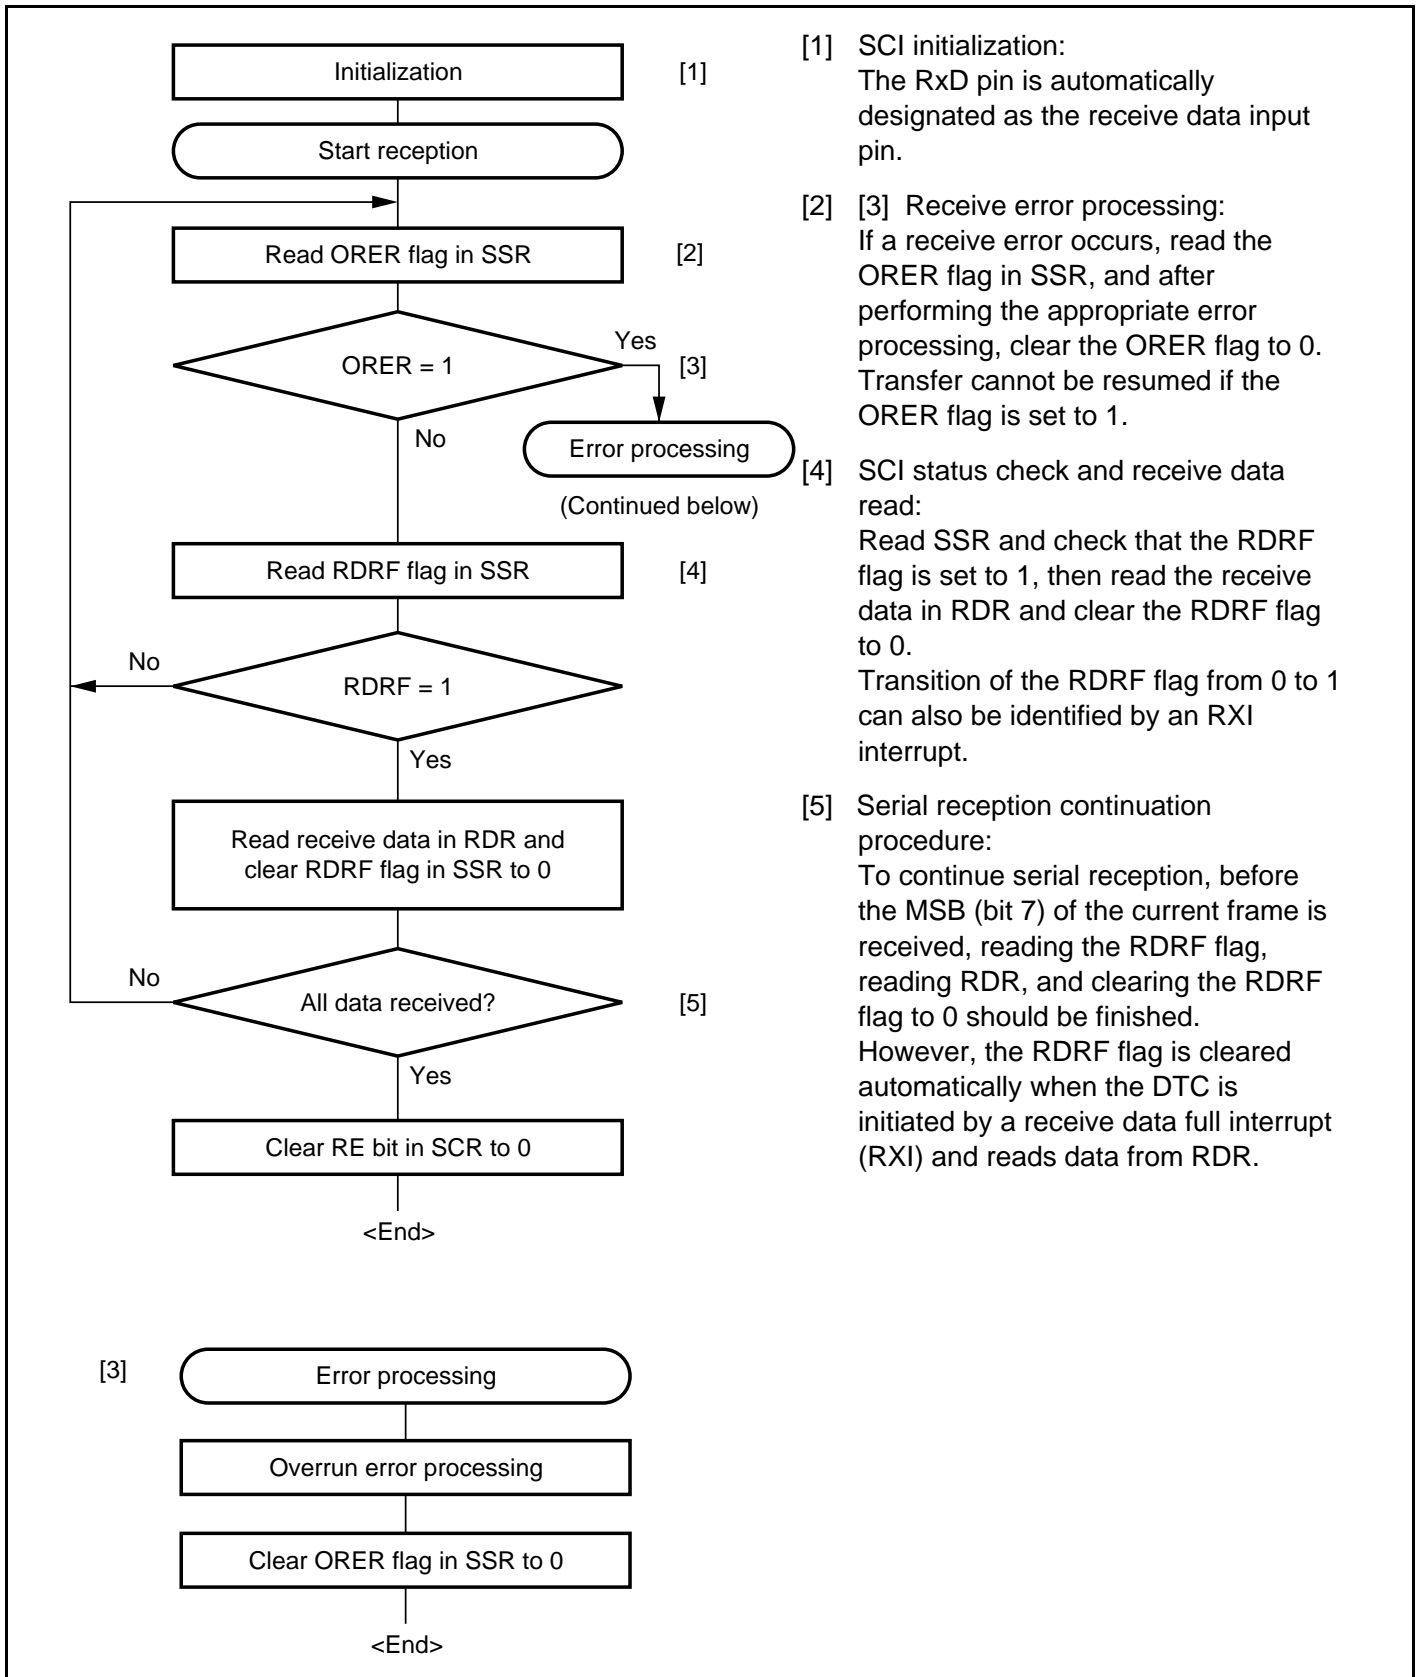 Initialization
[1]
Start reception
Read ORER flag in SSR
[2]
ORER = 1
Yes
[3]
No
Error processing
(Continued below)
Read RDRF flag in SSR
[4]
No
RDRF = 1
Yes
Read receive data in RDR and
clear RDRF flag in SSR to 0
No
All data received?
[5]
Yes
Clear RE bit in SCR to 0
<End>
[3]
Error processing
Overrun error processing
Clear ORER flag in SSR to 0
<End>
[1] SCI initialization:
The RxD pin is automatically
designated as the receive data input
pin.
[2] [3] Receive error processing:
If a receive error occurs, read the
ORER flag in SSR, and after
performing the appropriate error
processing, clear the ORER flag to 0.
Transfer cannot be resumed if the
ORER flag is set to 1.
[4] SCI status check and receive data
read:
Read SSR and check that the RDRF
flag is set to 1, then read the receive
data in RDR and clear the RDRF flag
to 0.
Transition of the RDRF flag from 0 to 1
can also be identified by an RXI
interrupt.
[5] Serial reception continuation
procedure:
To continue serial reception, before
the MSB (bit 7) of the current frame is
received, reading the RDRF flag,
reading RDR, and clearing the RDRF
flag to 0 should be finished.
However, the RDRF flag is cleared
automatically when the DTC is
initiated by a receive data full interrupt
(RXI) and reads data from RDR.